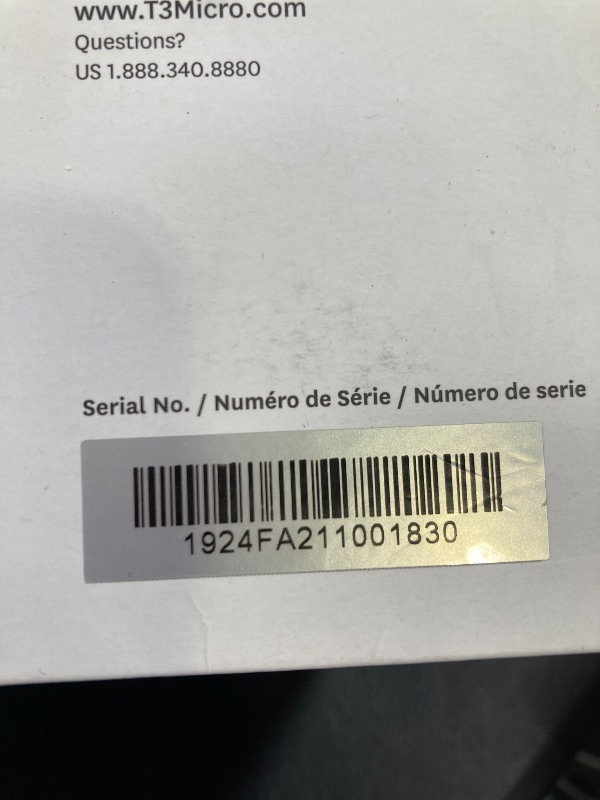 www.T3Micro.com
Questions?
US 1.888.340.8880
Serial No. / Numéro de Série / Número de serie
1924FA211001830